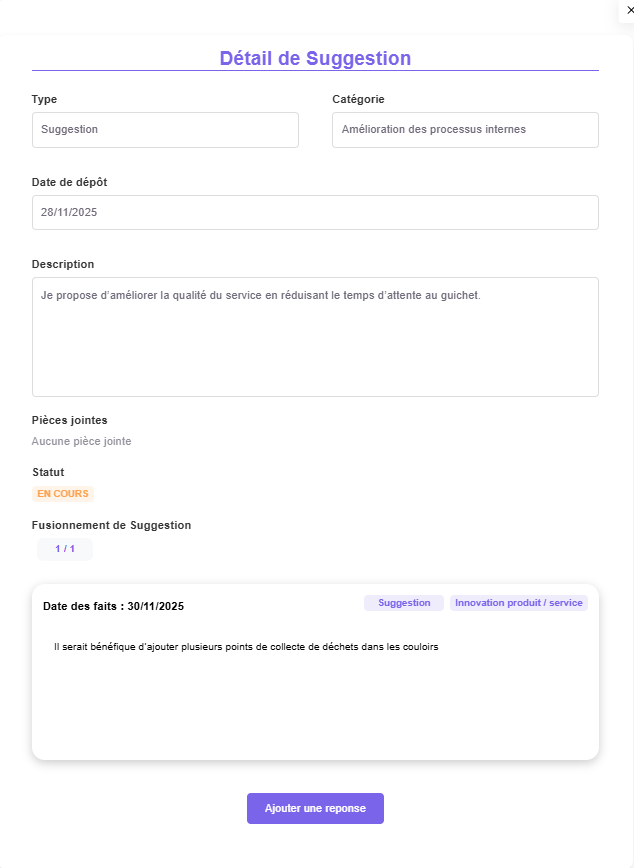 ×
Détail de Suggestion
Type
Catégorie
Suggestion
Amélioration des processus internes
Date de dépôt
28/11/2025
Description
Je propose d'améliorer la qualité du service en réduisant le temps d'attente au guichet.
Pièces jointes
Aucune pièce jointe
Statut
EN COURS
Fusionnement de Suggestion
1 / 1
Date des faits : 30/11/2025
Suggestion
Innovation produit / service
Il serait bénéfique d'ajouter plusieurs points de collecte de déchets dans les couloirs
Ajouter une reponse